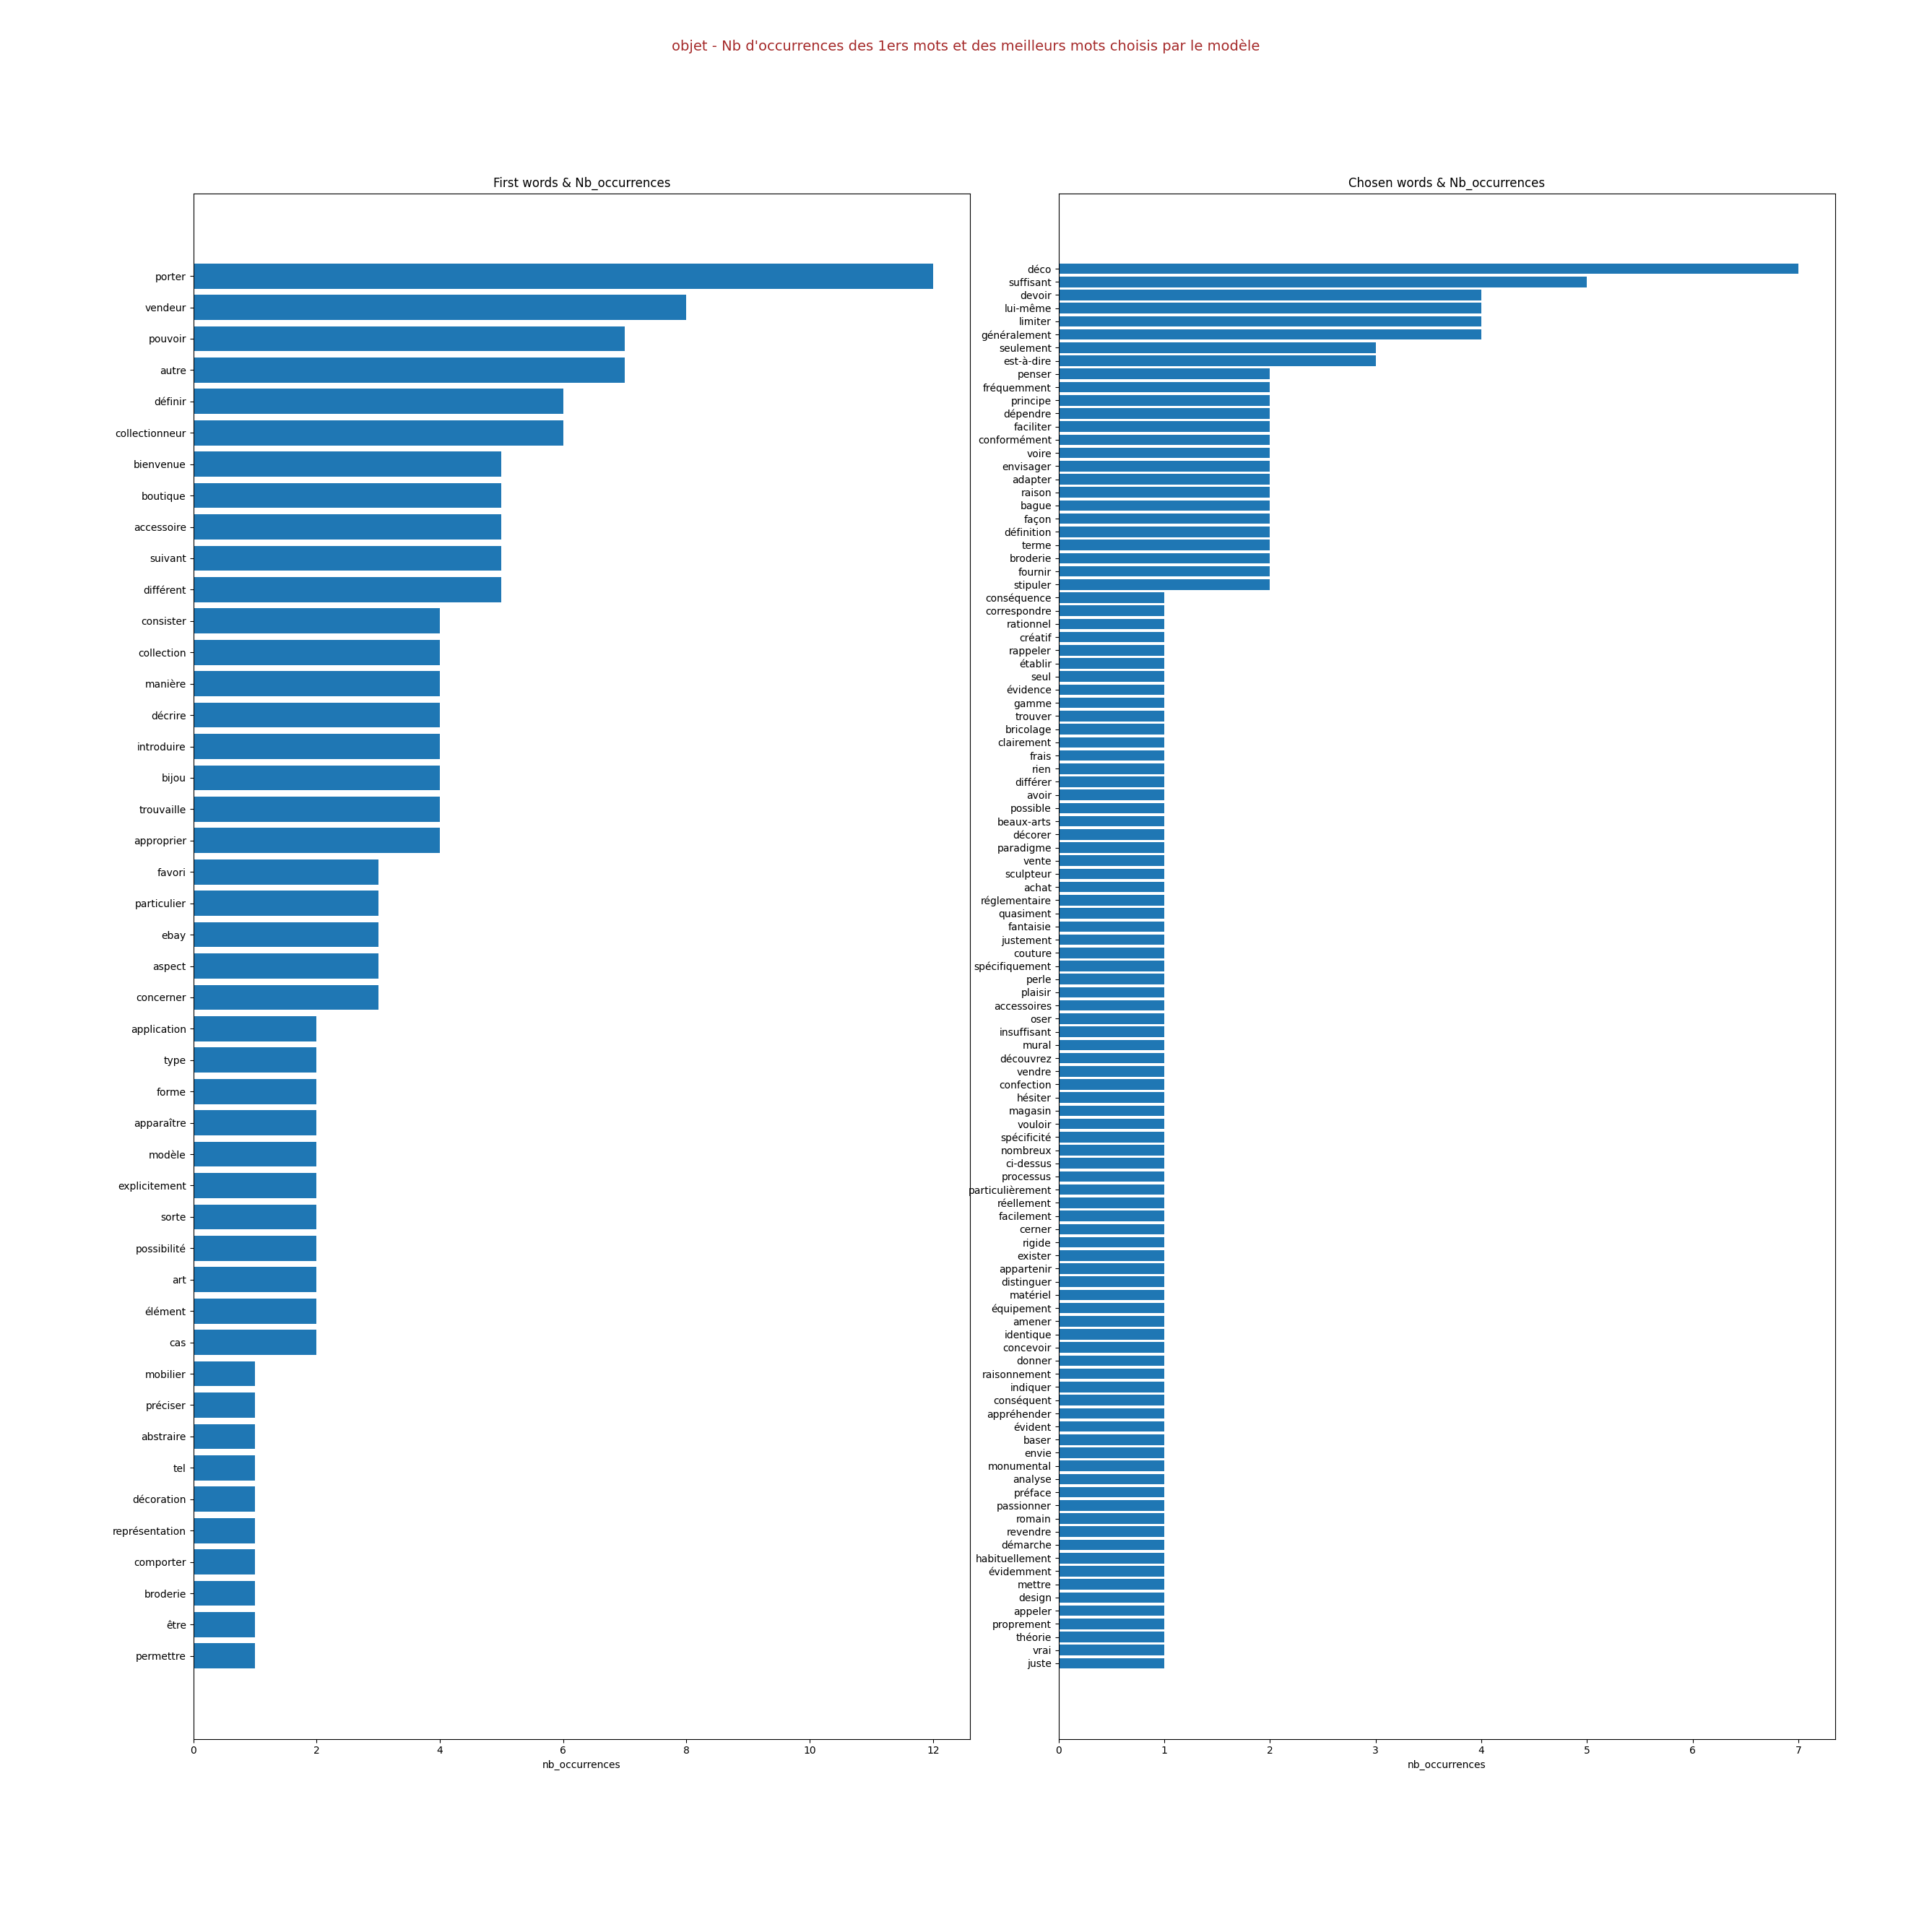 objet - Nb d'occurrences des 1ers mots et des meilleurs mots choisis par le modèle
First words & Nb_occurrences
porter
vendeur
pouvoir
autre
définir
collectionneur
bienvenue
boutique
accessoire
suivant
différent
consister
collection
manière
décrire
introduire
bijou
trouvaille
approprier
favori
particulier
ebay
aspect
concerner
application
type
forme
apparaître
modèle
explicitement
sorte
possibilité
art
élément
cas
mobilier
préciser
abstraire
tel
décoration
représentation
comporter
broderie
être
permettre
0 2 4 6 8 10 12
nb_occurrences
Chosen words & Nb_occurrences
déco
suffisant
devoir
lui-même
limiter
généralement
seulement
est-à-dire
penser
fréquemment
principe
dépendre
faciliter
conformément
voire
envisager
adapter
raison
bague
façon
définition
terme
broderie
fournir
stipuler
conséquence
correspondre
rationnel
créatif
rappeler
établir
seul
évidence
gamme
trouver
bricolage
clairement
frais
rien
différer
avoir
possible
beaux-arts
décorer
paradigme
vente
sculpteur
achat
réglementaire
quasiment
fantaisie
justement
couture
spécifiquement
perle
plaisir
accessoires
oser
insuffisant
mural
découvrez
vendre
confection
hésiter
magasin
vouloir
spécificité
nombreux
ci-dessus
processus
particulièrement
réellement
facilement
cerner
rigide
exister
appartenir
distinguer
matériel
équipement
amener
identique
concevoir
donner
raisonnement
indiquer
conséquent
appréhender
évident
baser
envie
monumental
analyse
préface
passionner
romain
revendre
démarche
habituellement
évidemment
mettre
design
appeler
proprement
théorie
vrai
juste
0 1 2 3 4 5 6 7
nb_occurrences